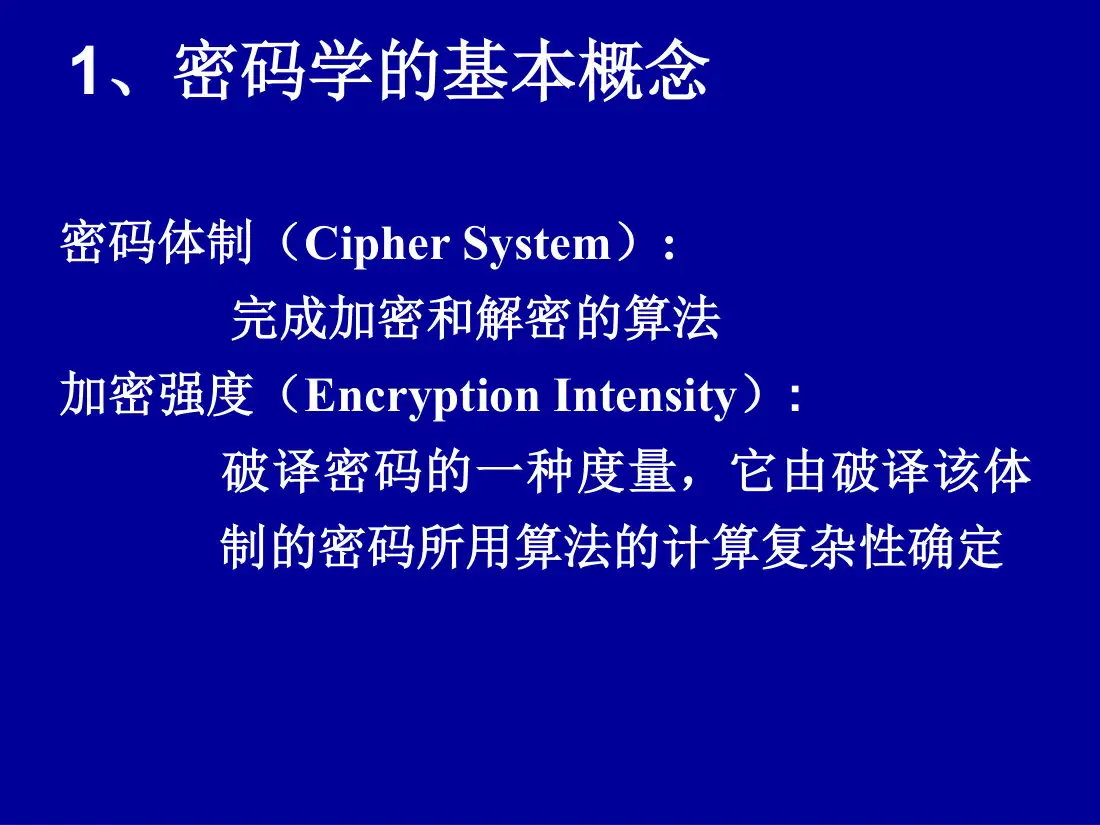 1、密码学的基本概念
密码体制（Cipher System）:
完成加密和解密的算法
加密强度（Encryption Intensity）:
破译密码的一种度量，它由破译该体
制的密码所用算法的计算复杂性确定